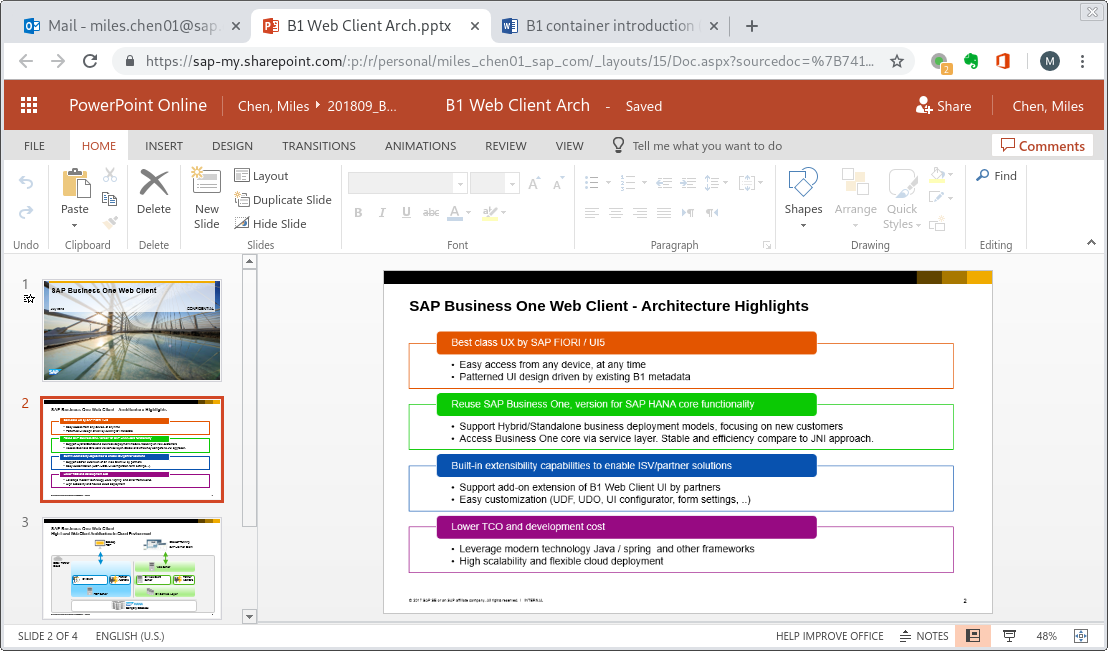 Mail - miles.chen01@sap.
B1 Web Client Arch.pptx
B1 container introduction
https://sap-my.sharepoint.com/:p:/r/personal/miles_chen01_sap_com/_layouts/15/Doc.aspx?sourcedoc=%7B741...
2
M
PowerPoint Online
Chen, Miles
201809_B...
B1 Web Client Arch - Saved
Share
Chen, Miles
FILE HOME INSERT DESIGN TRANSITIONS ANIMATIONS REVIEW VIEW
Tell me what you want to do
Comments
Paste
Delete
New
Slide
Layout
Duplicate Slide
Hide Slide
B I U abc A ab
A A
Shapes
Arrange
Quick
Styles
Find
Undo Clipboard Delete Slides Font Paragraph Drawing Editing
1
SAP Business One Web Client
CONFIDENTIAL
SAP
2
SAP Business One Web Client - Architecture Highlights
3
SAP Business One Web Client
SAP Business One Web Client - Architecture Highlights
Best class UX by SAP FIORI / UI5
• Easy access from any device, at any time
• Patterned UI design driven by existing B1 metadata
Reuse SAP Business One, version for SAP HANA core functionality
• Support Hybrid/Standalone business deployment models, focusing on new customers
• Access Business One core via service layer. Stable and efficiency compare to JNI approach.
Built-in extensibility capabilities to enable ISV/partner solutions
• Support add-on extension of B1 Web Client UI by partners
• Easy customization (UDF, UDO, UI configurator, form settings, ..)
Lower TCO and development cost
• Leverage modern technology Java / spring and other frameworks
• High scalability and flexible cloud deployment
© 2017 SAP SE or an SAP affiliate company. All rights reserved. | INTERNAL
2
SLIDE 2 OF 4
ENGLISH (U.S.)
HELP IMPROVE OFFICE
NOTES
48%